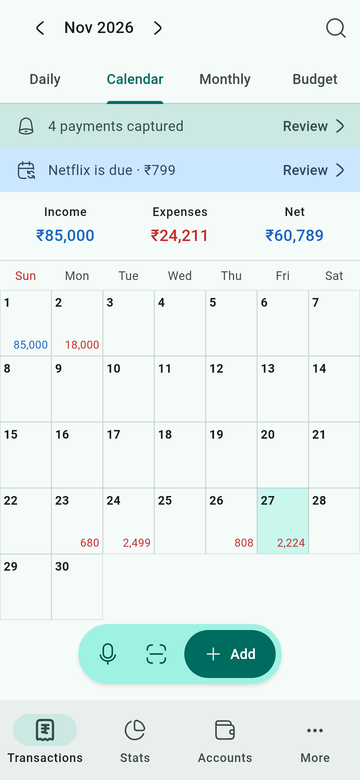 Nov 2026
Daily Calendar Monthly Budget
4 payments captured Review
Netflix is due · ₹799 Review
Income Expenses Net
₹85,000 ₹24,211 ₹60,789
Sun Mon Tue Wed Thu Fri Sat
1 2 3 4 5 6 7
85,000 18,000
8 9 10 11 12 13 14
15 16 17 18 19 20 21
22 23 24 25 26 27 28
680 2,499 808 2,224
29 30
+ Add
Transactions Stats Accounts More